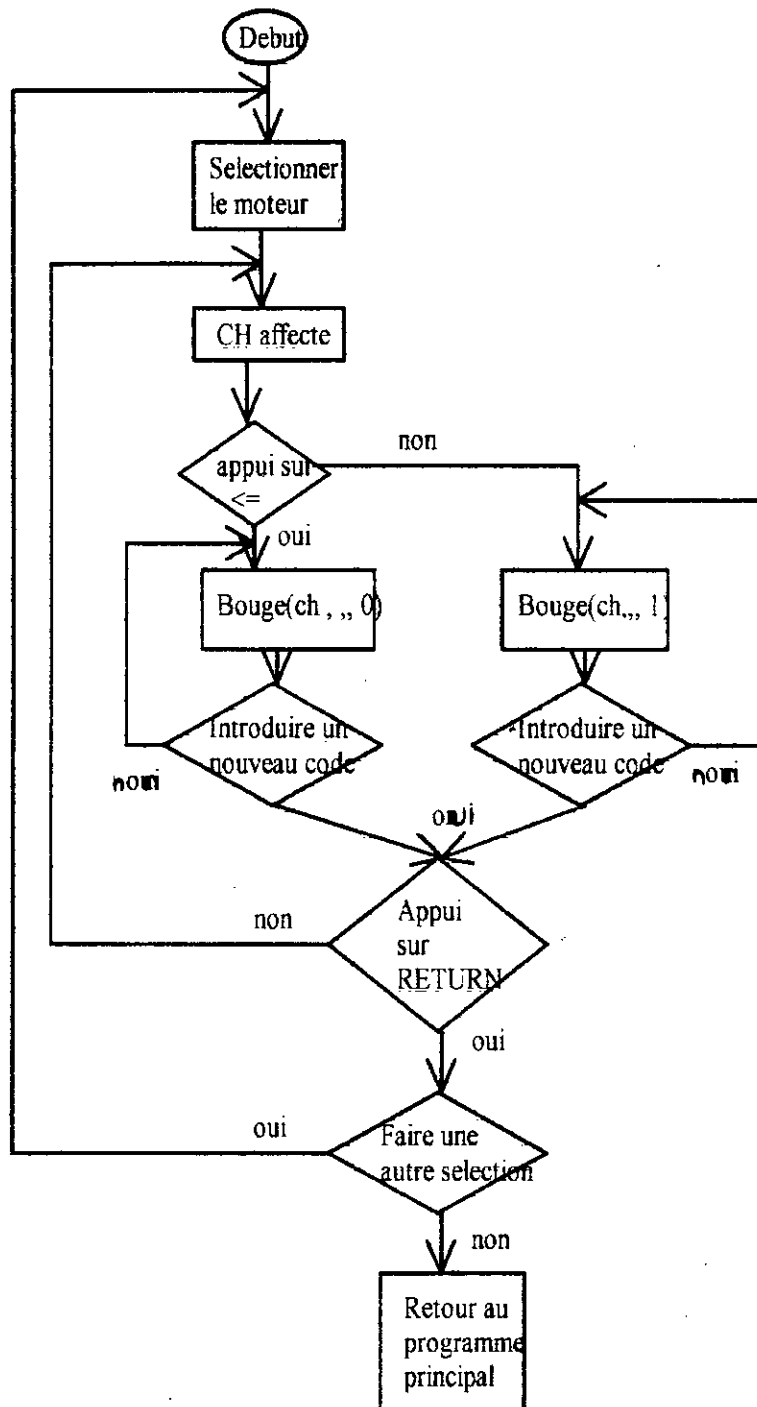 Debut
Selectionner
le moteur
CH affecte
appui sur
<=
non
oui
Bouge(ch , ,, 0)
Bouge(ch,,, 1)
Introduire un
nouveau code
Introduire un
nouveau code
oui
Appui
sur
RETURN
non
oui
Faire une
autre selection
oui
non
Retour au
programme
principal